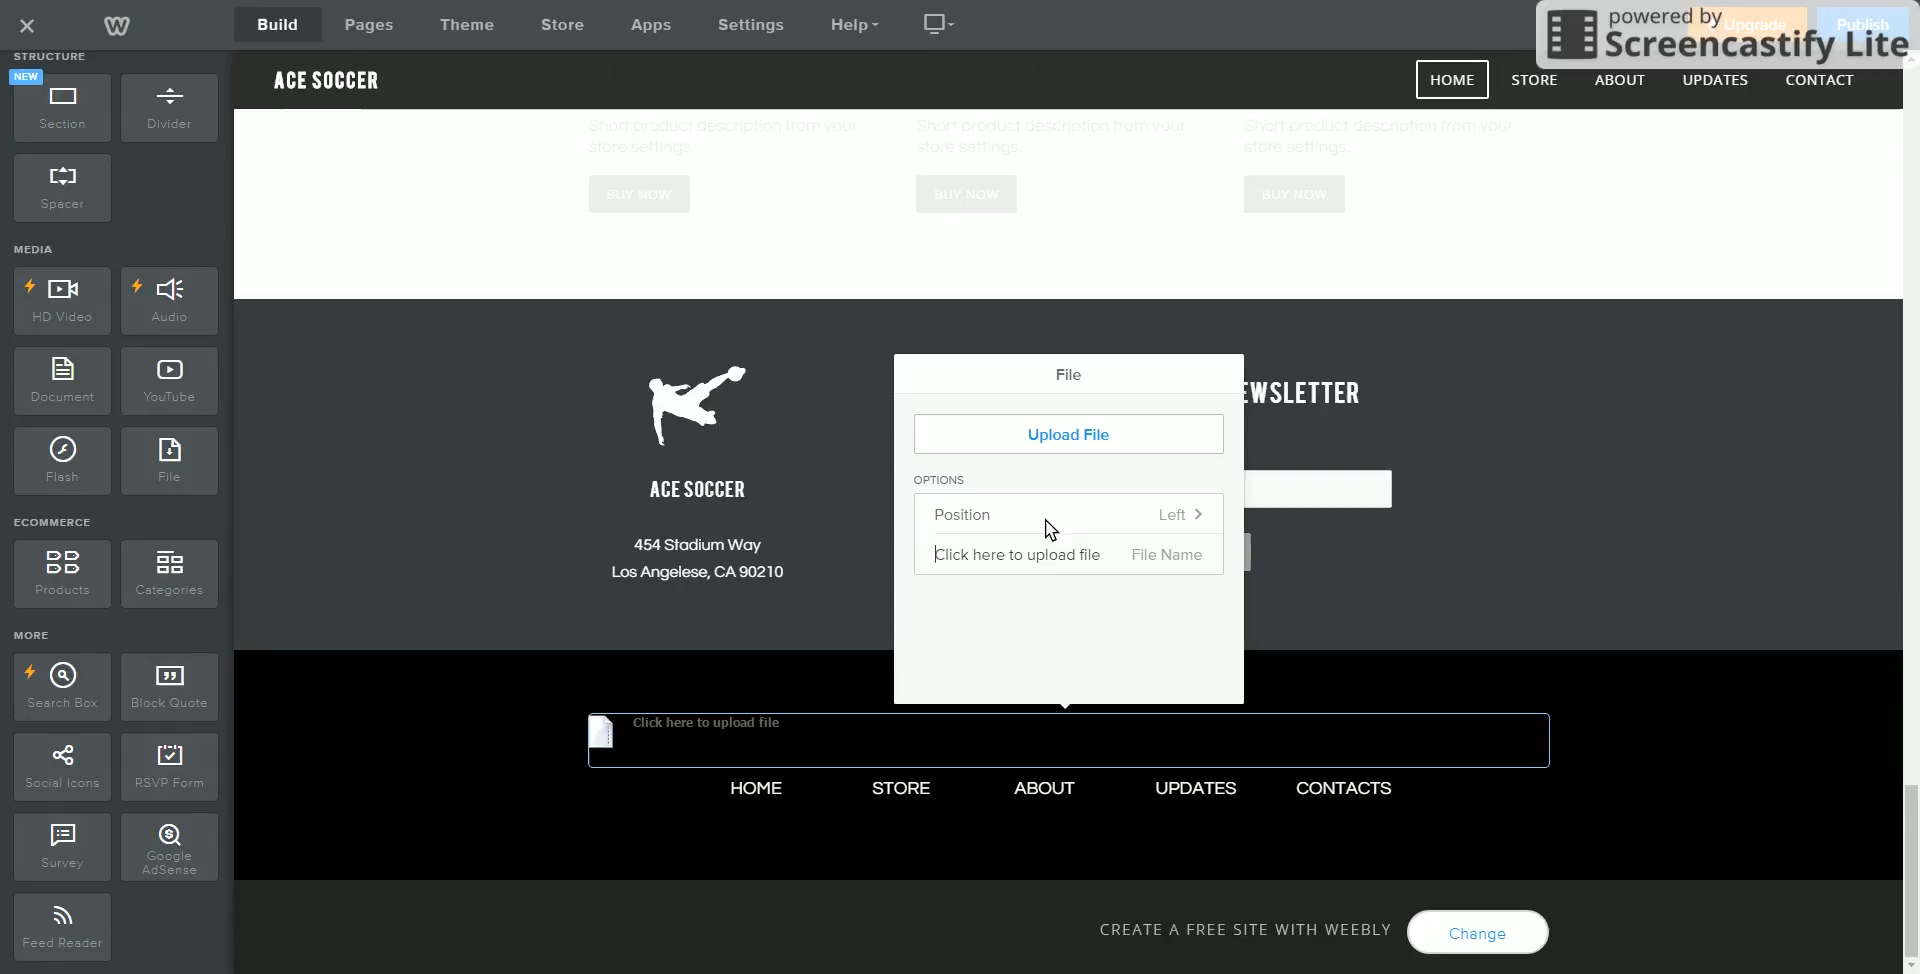 Build
Pages
Theme
Store
Apps
Settings
Help
Upgrade
Publish
powered by
Screencastify Lite
STRUCTURE
NEW
Section
Divider
Spacer
MEDIA
HD Video
Audio
Document
YouTube
Flash
File
ECOMMERCE
Products
Categories
MORE
Search Box
Block Quote
Social Icons
RSVP Form
Survey
Google
AdSense
Feed Reader
ACE SOCCER
HOME
STORE
ABOUT
UPDATES
CONTACT
Short product description from your
store settings.
Short product description from your
store settings.
Short product description from your
store settings.
BUY NOW
BUY NOW
BUY NOW
ACE SOCCER
454 Stadium Way
Los Angelese, CA 90210
EWSLETTER
File
Upload File
OPTIONS
Position
Left
Click here to upload file
File Name
Click here to upload file
HOME
STORE
ABOUT
UPDATES
CONTACTS
CREATE A FREE SITE WITH WEEBLY
Change